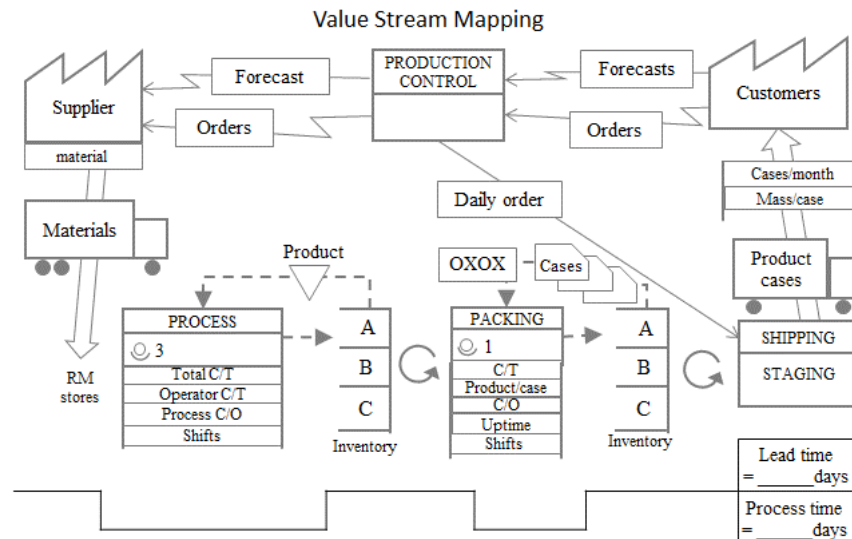 Value Stream Mapping
Forecast
PRODUCTION
CONTROL
Forecasts
Supplier
Customers
Orders
Orders
material
Cases/month
Mass/case
Daily order
Materials
Product
cases
Product
OXOX
Cases
PROCESS
A
PACKING
A
SHIPPING
3
1
B
B
STAGING
RM
stores
Total C/T
Operator C/T
Process C/O
Shifts
C
C/T
Product/case
C/O
Uptime
Shifts
C
Inventory
Inventory
Lead time
= ______days
Process time
= ______days